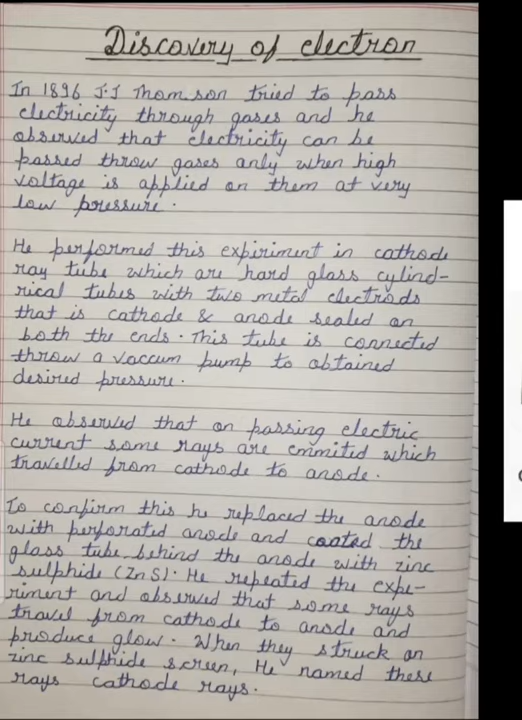 Discovery of electron
In 1896 J.J Thomson tried to pass
electricity through gases and he
observed that electricity can be
passed throw gases only when high
voltage is applied on them at very
low pressure.
He performed this expiriment in cathode
ray tube which are hard glass cylind-
rical tubes with two metal electrods
that is cathode & anode sealed on
both the ends. This tube is connected
throw a vaccum pump to obtained
desired pressure.
He observed that on passing electric
current some rays are emmited which
travelled from cathode to anode.
To confirm this he replaced the anode
with perforated anode and coated the
glass tube behind the anode with zinc
sulphide (ZnS). He repeated the expe-
riment and observed that some rays
travel from cathode to anode and
produce glow. When they struck on
zinc sulphide screen, He named these
rays cathode rays.